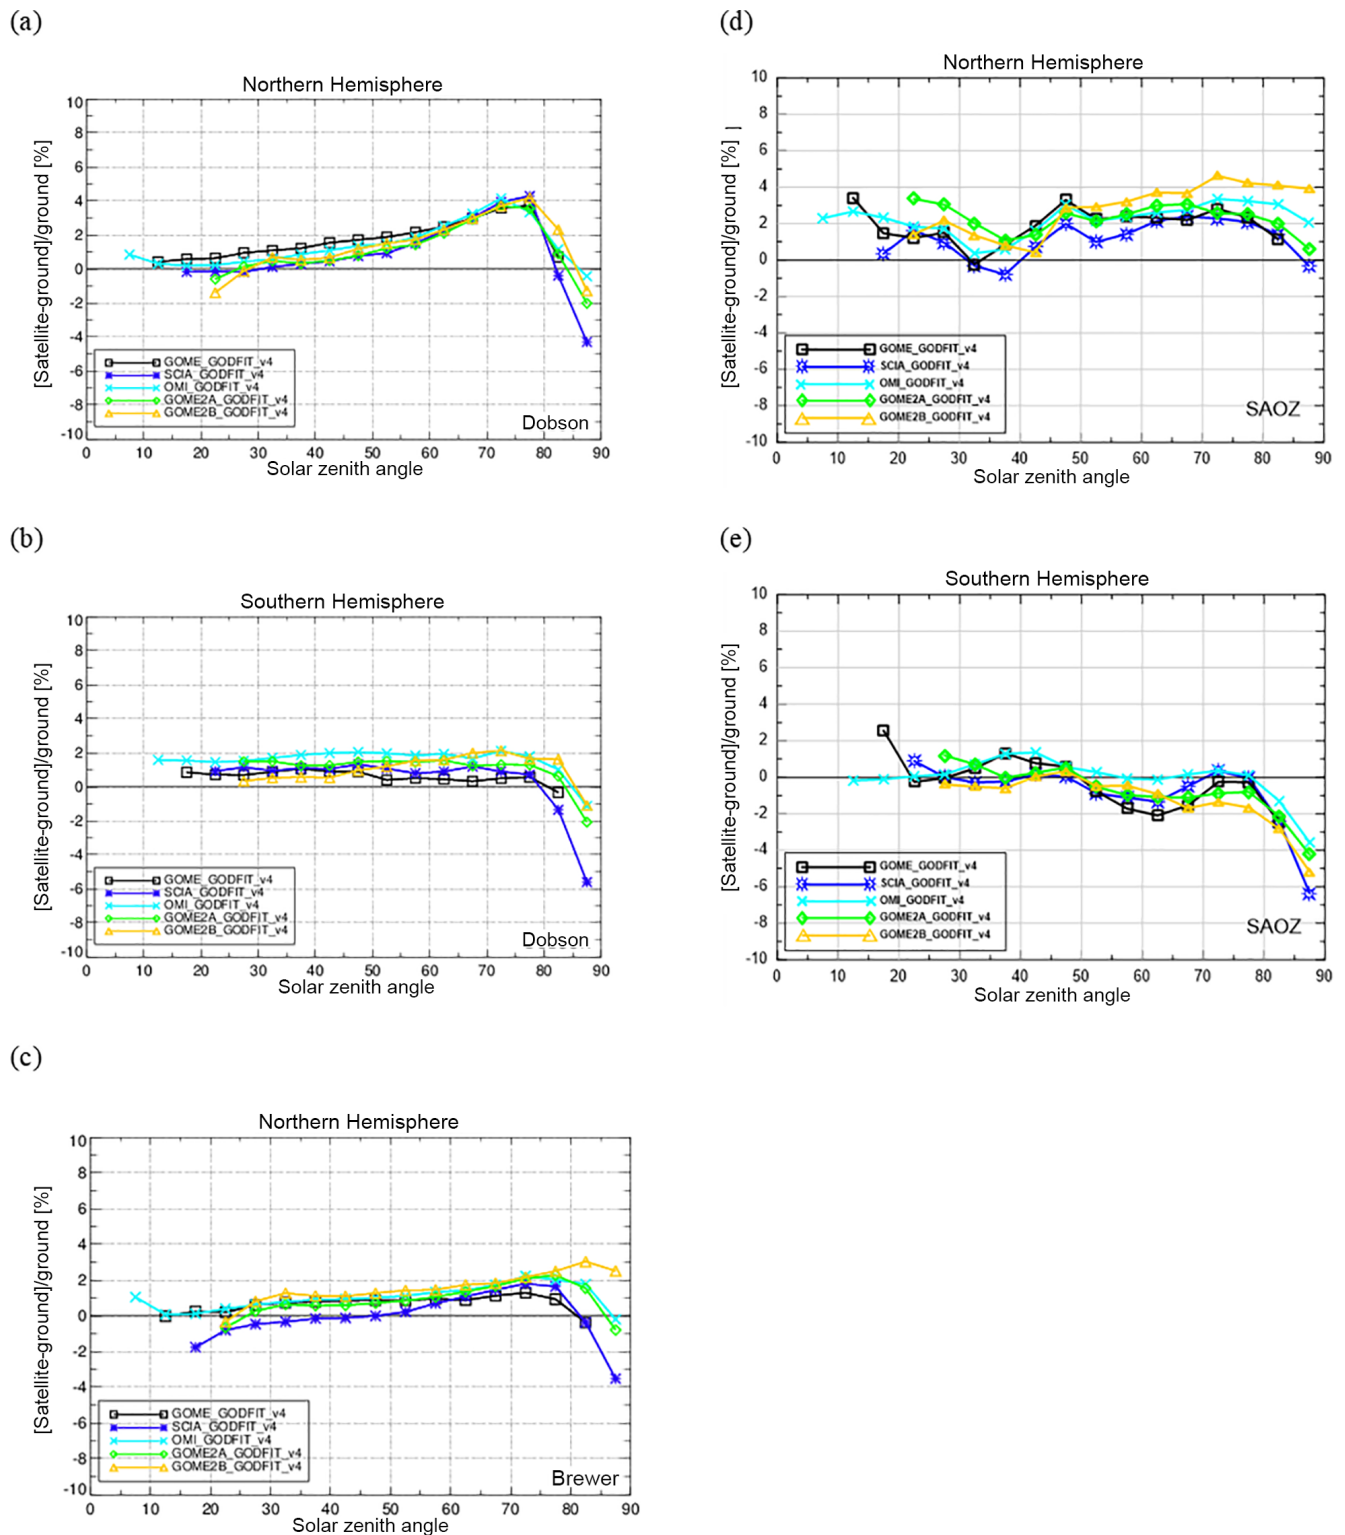 (a)
Northern Hemisphere
[Satellite-ground]/ground [%]
10
8
6
4
2
0
-2
-4
-6
-8
-10
GOME_GODFIT_v4
SCIA_GODFIT_v4
OMI_GODFIT_v4
GOME2A_GODFIT_v4
GOME2B_GODFIT_v4
Dobson
0 10 20 30 40 50 60 70 80 90
Solar zenith angle
(b)
Southern Hemisphere
[Satellite-ground]/ground [%]
10
8
6
4
2
0
-2
-4
-6
-8
-10
GOME_GODFIT_v4
SCIA_GODFIT_v4
OMI_GODFIT_v4
GOME2A_GODFIT_v4
GOME2B_GODFIT_v4
Dobson
0 10 20 30 40 50 60 70 80 90
Solar zenith angle
(c)
Northern Hemisphere
[Satellite-ground]/ground [%]
10
8
6
4
2
0
-2
-4
-6
-8
-10
GOME_GODFIT_v4
SCIA_GODFIT_v4
OMI_GODFIT_v4
GOME2A_GODFIT_v4
GOME2B_GODFIT_v4
Brewer
0 10 20 30 40 50 60 70 80 90
Solar zenith angle
(d)
Northern Hemisphere
[Satellite-ground]/ground [%] ]
10
8
6
4
2
0
-2
-4
-6
-8
-10
GOME_GODFIT_v4
SCIA_GODFIT_v4
OMI_GODFIT_v4
GOME2A_GODFIT_v4
GOME2B_GODFIT_v4
SAOZ
0 10 20 30 40 50 60 70 80 90
Solar zenith angle
(e)
Southern Hemisphere
[Satellite-ground]/ground [%]
10
8
6
4
2
0
-2
-4
-6
-8
-10
GOME_GODFIT_v4
SCIA_GODFIT_v4
OMI_GODFIT_v4
GOME2A_GODFIT_v4
GOME2B_GODFIT_v4
SAOZ
0 10 20 30 40 50 60 70 80 90
Solar zenith angle